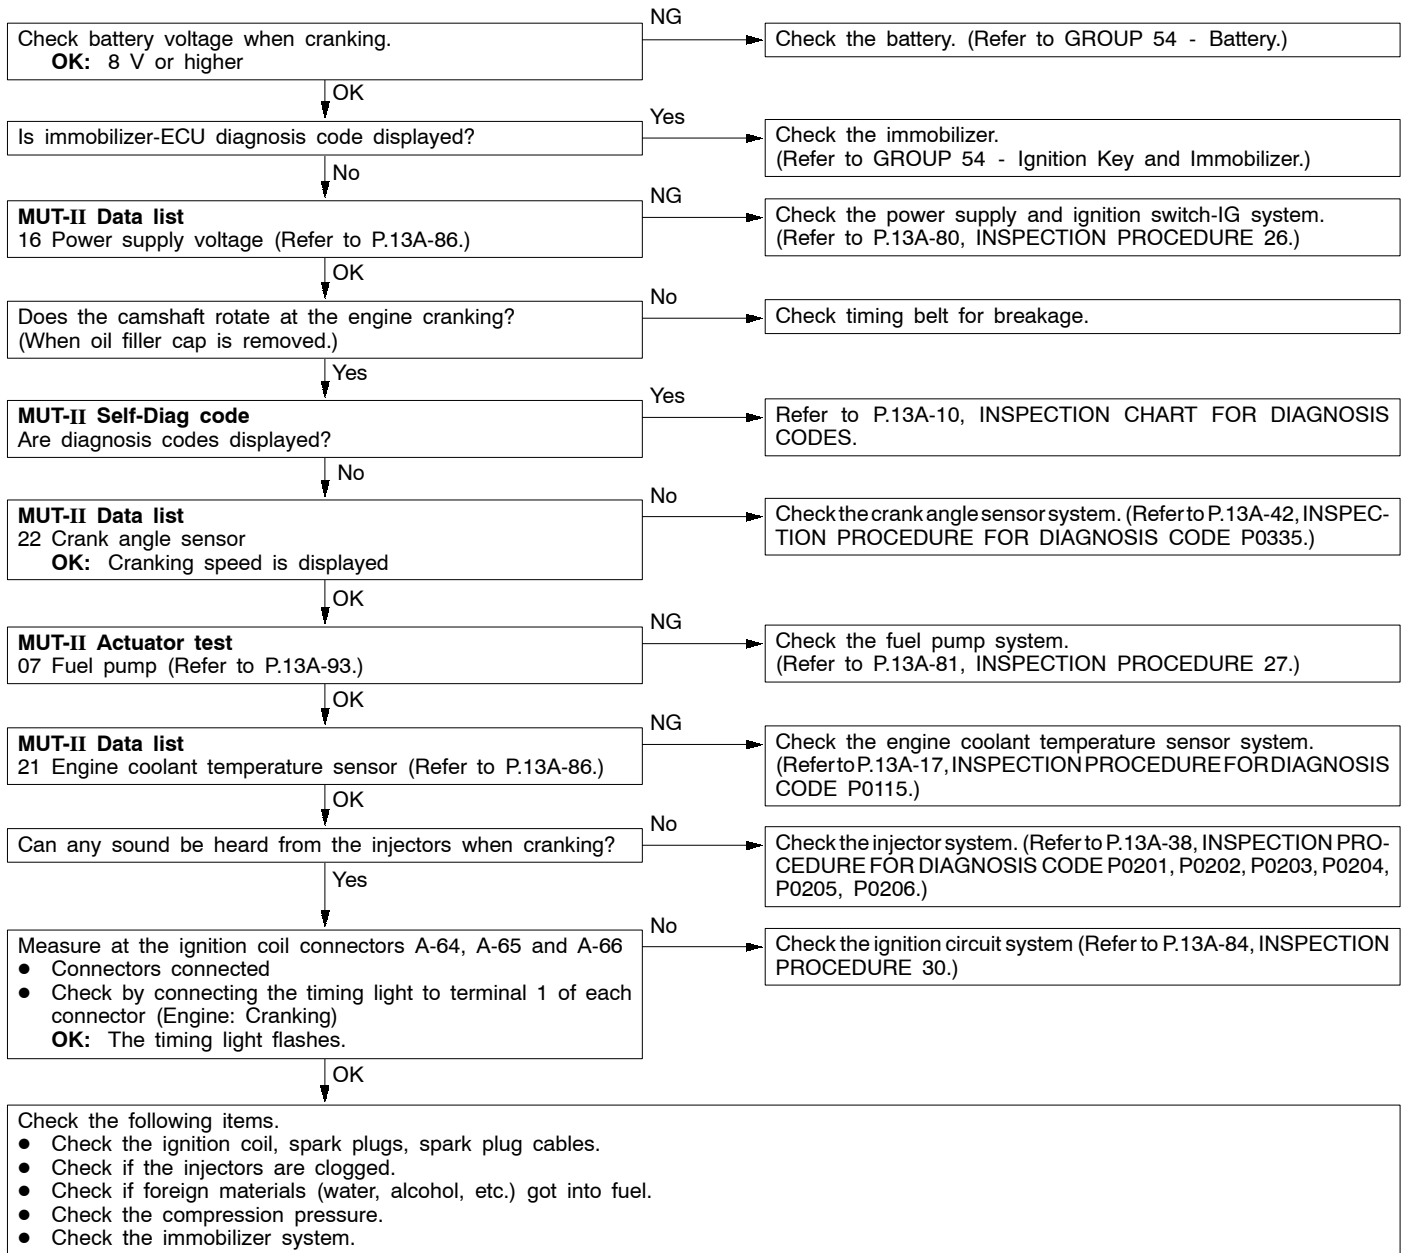 NG
Check battery voltage when cranking.
OK: 8 V or higher
Check the battery. (Refer to GROUP 54 - Battery.)
OK
Is immobilizer-ECU diagnosis code displayed?
Yes
Check the immobilizer.
(Refer to GROUP 54 - Ignition Key and Immobilizer.)
No
MUT-II Data list
16 Power supply voltage (Refer to P.13A-86.)
NG
Check the power supply and ignition switch-IG system.
(Refer to P.13A-80, INSPECTION PROCEDURE 26.)
OK
Does the camshaft rotate at the engine cranking?
(When oil filler cap is removed.)
No
Check timing belt for breakage.
Yes
MUT-II Self-Diag code
Are diagnosis codes displayed?
Yes
Refer to P.13A-10, INSPECTION CHART FOR DIAGNOSIS
CODES.
No
MUT-II Data list
22 Crank angle sensor
OK: Cranking speed is displayed
No
Check the crank angle sensor system. (Refer to P.13A-42, INSPEC-
TION PROCEDURE FOR DIAGNOSIS CODE P0335.)
OK
MUT-II Actuator test
07 Fuel pump (Refer to P.13A-93.)
NG
Check the fuel pump system.
(Refer to P.13A-81, INSPECTION PROCEDURE 27.)
OK
MUT-II Data list
21 Engine coolant temperature sensor (Refer to P.13A-86.)
NG
Check the engine coolant temperature sensor system.
(Refer to P.13A-17, INSPECTION PROCEDURE FOR DIAGNOSIS
CODE P0115.)
OK
Can any sound be heard from the injectors when cranking?
No
Check the injector system. (Refer to P.13A-38, INSPECTION PRO-
CEDURE FOR DIAGNOSIS CODE P0201, P0202, P0203, P0204,
P0205, P0206.)
Yes
Measure at the ignition coil connectors A-64, A-65 and A-66
● Connectors connected
● Check by connecting the timing light to terminal 1 of each
connector (Engine: Cranking)
OK: The timing light flashes.
No
Check the ignition circuit system (Refer to P.13A-84, INSPECTION
PROCEDURE 30.)
OK
Check the following items.
● Check the ignition coil, spark plugs, spark plug cables.
● Check if the injectors are clogged.
● Check if foreign materials (water, alcohol, etc.) got into fuel.
● Check the compression pressure.
● Check the immobilizer system.